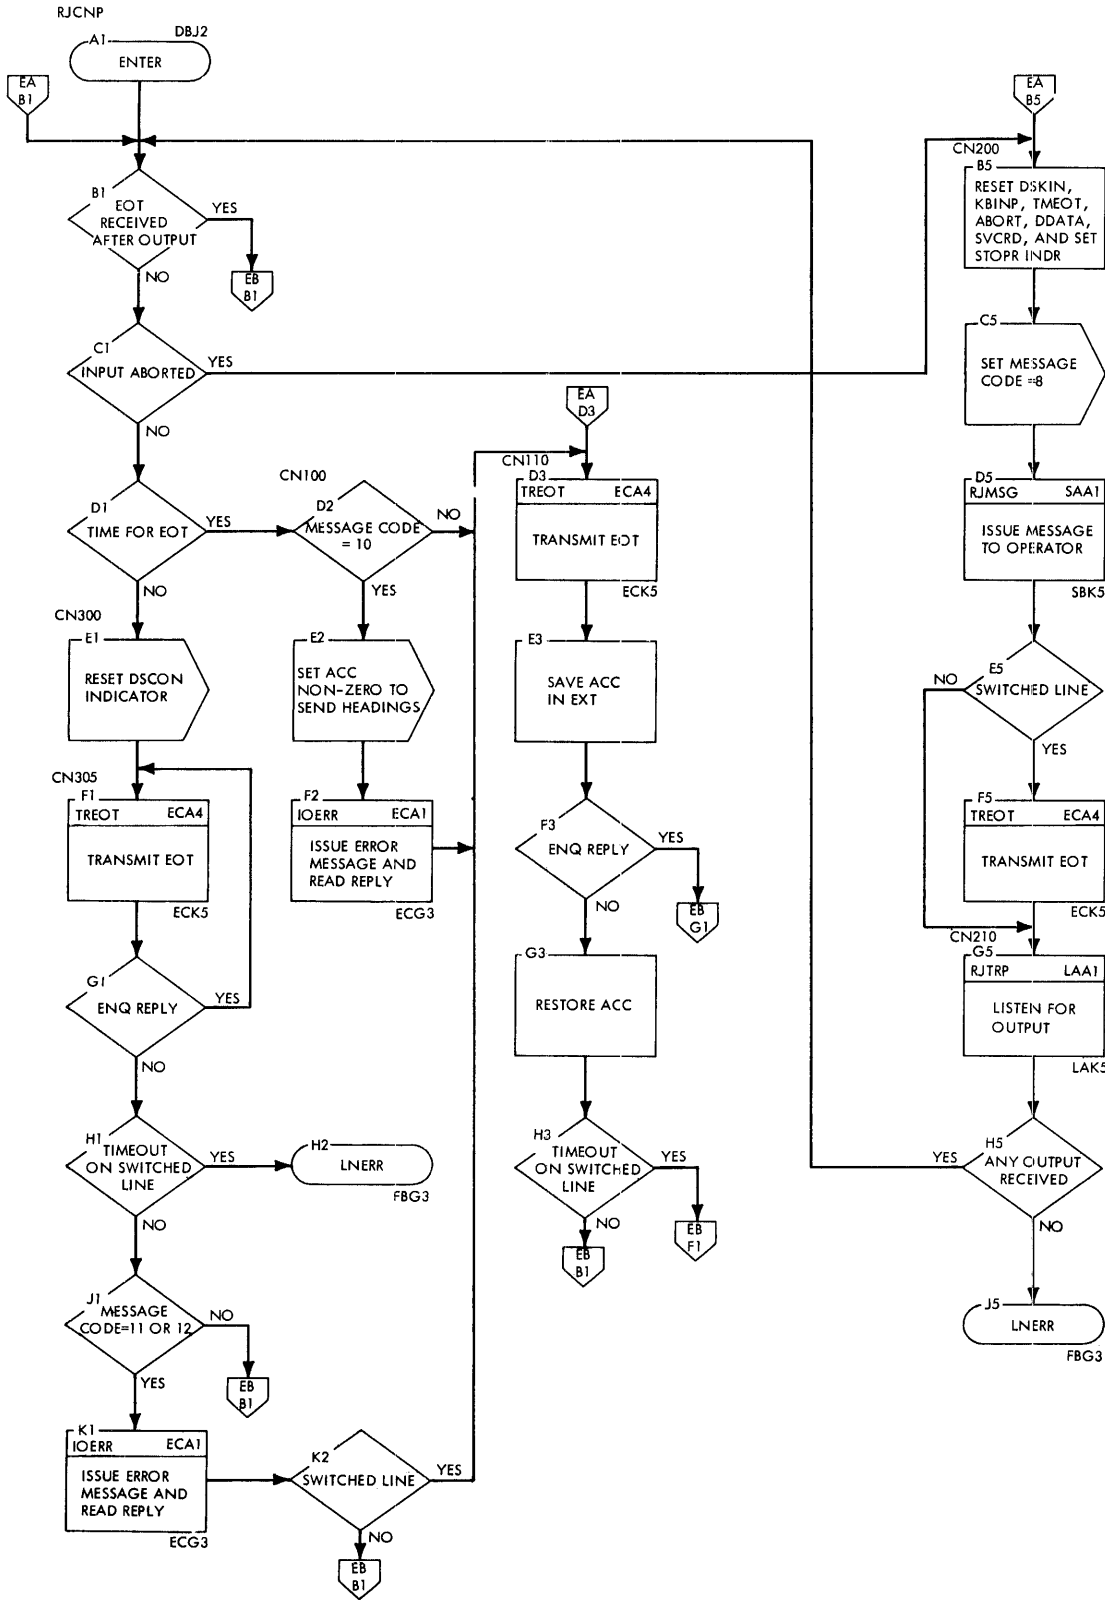 RJCNP
A1
DBJ2
ENTER
EA
B1
EA
B5
CN200
B5
RESET DSKIN,
KBINP, TMEOT,
ABORT, DDATA,
SVCRD, AND SET
STOPR INDR
B1
EOT
RECEIVED
AFTER OUTPUT
YES
NO
EB
B1
C1
INPUT ABORTED
YES
NO
C5
SET MESSAGE
CODE =8
EA
D3
CN110
D3
TREOT ECA4
TRANSMIT EOT
ECK5
CN100
D2
MESSAGE CODE
= 10
NO
YES
D1
TIME FOR EOT
YES
NO
D5
RJMSG SAA1
ISSUE MESSAGE
TO OPERATOR
SBK5
CN300
E1
RESET DSCON
INDICATOR
E2
SET ACC
NON-ZERO TO
SEND HEADINGS
E3
SAVE ACC
IN EXT
E5
SWITCHED LINE
NO
YES
CN305
F1
TREOT ECA4
TRANSMIT EOT
ECK5
F2
IOERR ECA1
ISSUE ERROR
MESSAGE AND
READ REPLY
ECG3
F3
ENQ REPLY
YES
NO
EB
G1
F5
TREOT ECA4
TRANSMIT EOT
ECK5
CN210
G1
ENQ REPLY
YES
NO
G3
RESTORE ACC
G5
RJTRP LAA1
LISTEN FOR
OUTPUT
LAK5
H1
TIMEOUT
ON SWITCHED
LINE
YES
NO
H2
LNERR
FBG3
H3
TIMEOUT
ON SWITCHED
LINE
YES
NO
EB
B1
EB
F1
H5
ANY OUTPUT
RECEIVED
YES
NO
J1
MESSAGE
CODE=11 OR 12
NO
YES
EB
B1
J5
LNERR
FBG3
K1
IOERR ECA1
ISSUE ERROR
MESSAGE AND
READ REPLY
ECG3
K2
SWITCHED LINE
YES
NO
EB
B1